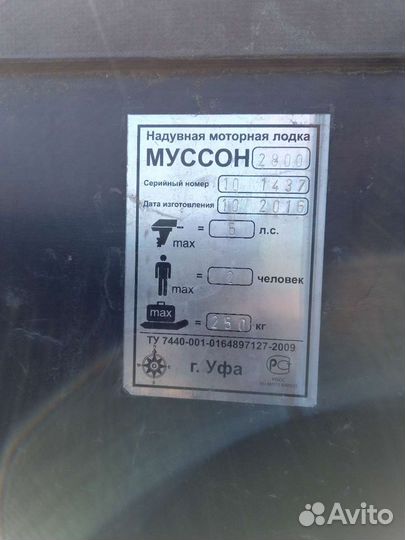 Надувная моторная лодка
МУССОН 2800
Серийный номер : 10 1437
Дата изготовления : 10 2016
max = 5 л.с.
max = 2 человек
max = 250 кг
ТУ 7440-001-0164897127-2009
г. Уфа
РС
Avito